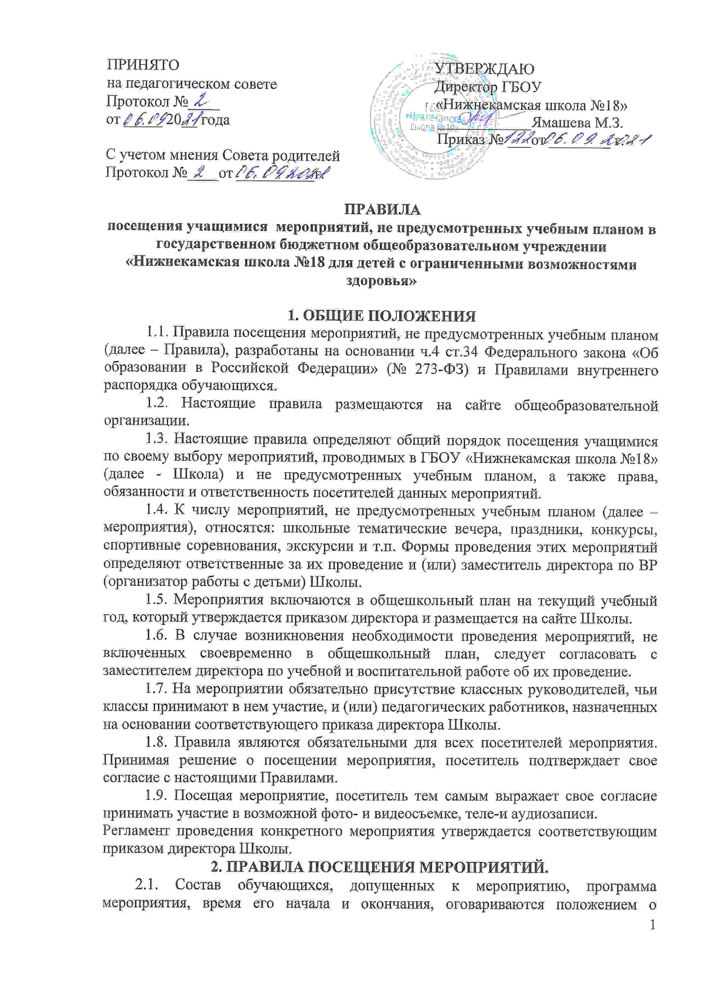 ПРИНЯТО
на педагогическом совете
Протокол № 2
от 06.09 2021 года
С учетом мнения Совета родителей
Протокол № 2 от 06.09.2021 г.
УТВЕРЖДАЮ
Директор ГБОУ
«Нижнекамская школа №18»
Ямашева М.З.
Приказ № 122 от 06.09.2021 г.
ГБОУ
«Нижнекамская
Школа №18»
ПРАВИЛА
посещения учащимися мероприятий, не предусмотренных учебным планом в
государственном бюджетном общеобразовательном учреждении
«Нижнекамская школа №18 для детей с ограниченными возможностями
здоровья»
1. ОБЩИЕ ПОЛОЖЕНИЯ
1.1. Правила посещения мероприятий, не предусмотренных учебным планом
(далее – Правила), разработаны на основании ч.4 ст.34 Федерального закона «Об
образовании в Российской Федерации» (№ 273-ФЗ) и Правилами внутреннего
распорядка обучающихся.
1.2. Настоящие правила размещаются на сайте общеобразовательной
организации.
1.3. Настоящие правила определяют общий порядок посещения учащимися
по своему выбору мероприятий, проводимых в ГБОУ «Нижнекамская школа №18»
(далее - Школа) и не предусмотренных учебным планом, а также права,
обязанности и ответственность посетителей данных мероприятий.
1.4. К числу мероприятий, не предусмотренных учебным планом (далее –
мероприятия), относятся: школьные тематические вечера, праздники, конкурсы,
спортивные соревнования, экскурсии и т.п. Формы проведения этих мероприятий
определяют ответственные за их проведение и (или) заместитель директора по ВР
(организатор работы с детьми) Школы.
1.5. Мероприятия включаются в общешкольный план на текущий учебный
год, который утверждается приказом директора и размещается на сайте Школы.
1.6. В случае возникновения необходимости проведения мероприятий, не
включенных своевременно в общешкольный план, следует согласовать с
заместителем директора по учебной и воспитательной работе об их проведение.
1.7. На мероприятии обязательно присутствие классных руководителей, чьи
классы принимают в нем участие, и (или) педагогических работников, назначенных
на основании соответствующего приказа директора Школы.
1.8. Правила являются обязательными для всех посетителей мероприятия.
Принимая решение о посещении мероприятия, посетитель подтверждает свое
согласие с настоящими Правилами.
1.9. Посещая мероприятие, посетитель тем самым выражает свое согласие
принимать участие в возможной фото- и видеосъемке, теле-и аудиозаписи.
Регламент проведения конкретного мероприятия утверждается соответствующим
приказом директора Школы.
2. ПРАВИЛА ПОСЕЩЕНИЯ МЕРОПРИЯТИЙ.
2.1. Состав обучающихся, допущенных к мероприятию, программа
мероприятия, время его начала и окончания, оговариваются положением о
1